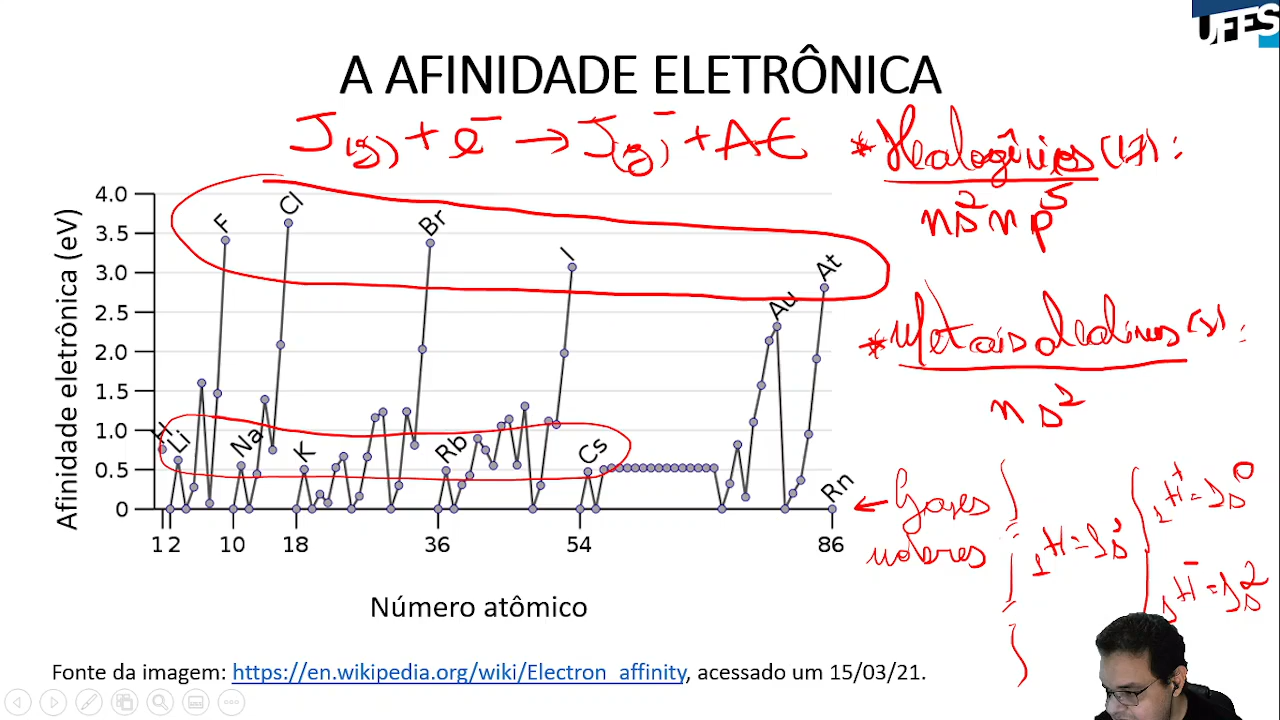 UFES
A AFINIDADE ELETRÔNICA
J(g) + e⁻ → J(g)⁻ + AE
* Halogênios (17):
ns² np⁵
* Metais alcalinos (1):
ns²
← Gases nobres
₁H = 1s¹
₁H⁺ = 1s⁰
₁H⁻ = 1s²
Afinidade eletrônica (eV)
4.0
3.5
3.0
2.5
2.0
1.5
1.0
0.5
0
F
Cl
Br
I
At
Au
H
Li
Na
K
Rb
Cs
Rn
1 2 10 18 36 54 86
Número atômico
Fonte da imagem: https://en.wikipedia.org/wiki/Electron_affinity, acessado um 15/03/21.